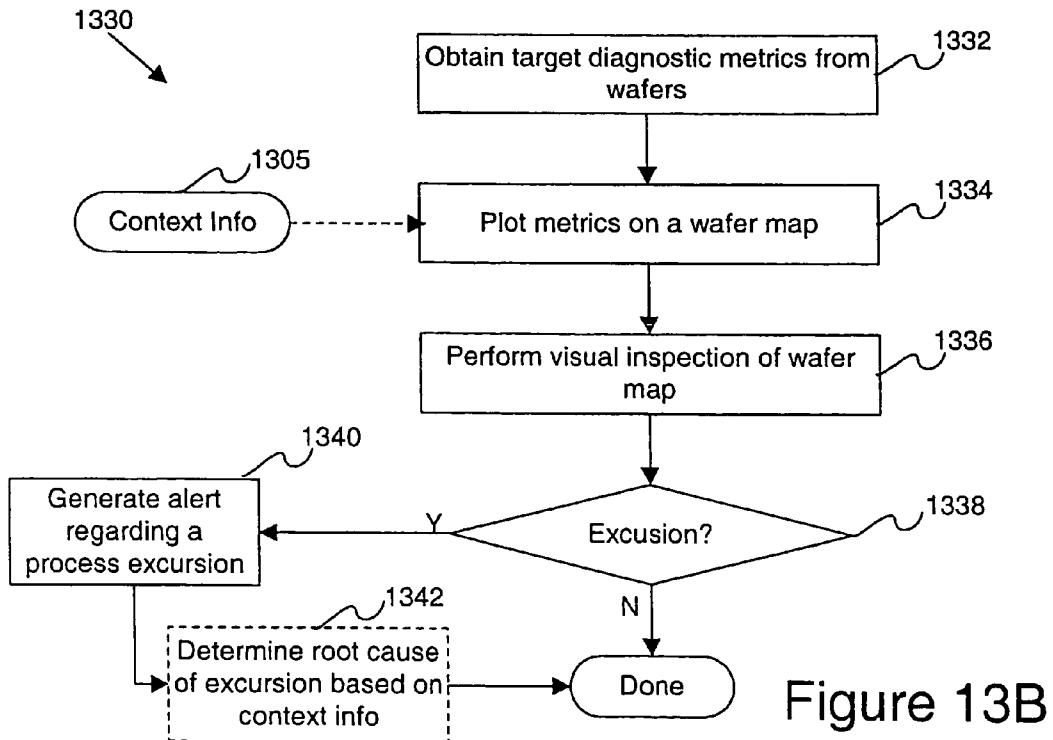 1330
1332
Obtain target diagnostic metrics from
wafers
1305
Context Info
1334
Plot metrics on a wafer map
1336
Perform visual inspection of wafer
map
1340
Generate alert
regarding a
process excursion
Y
Excusion?
1338
N
1342
Determine root cause
of excursion based on
context info
Done
Figure 13B